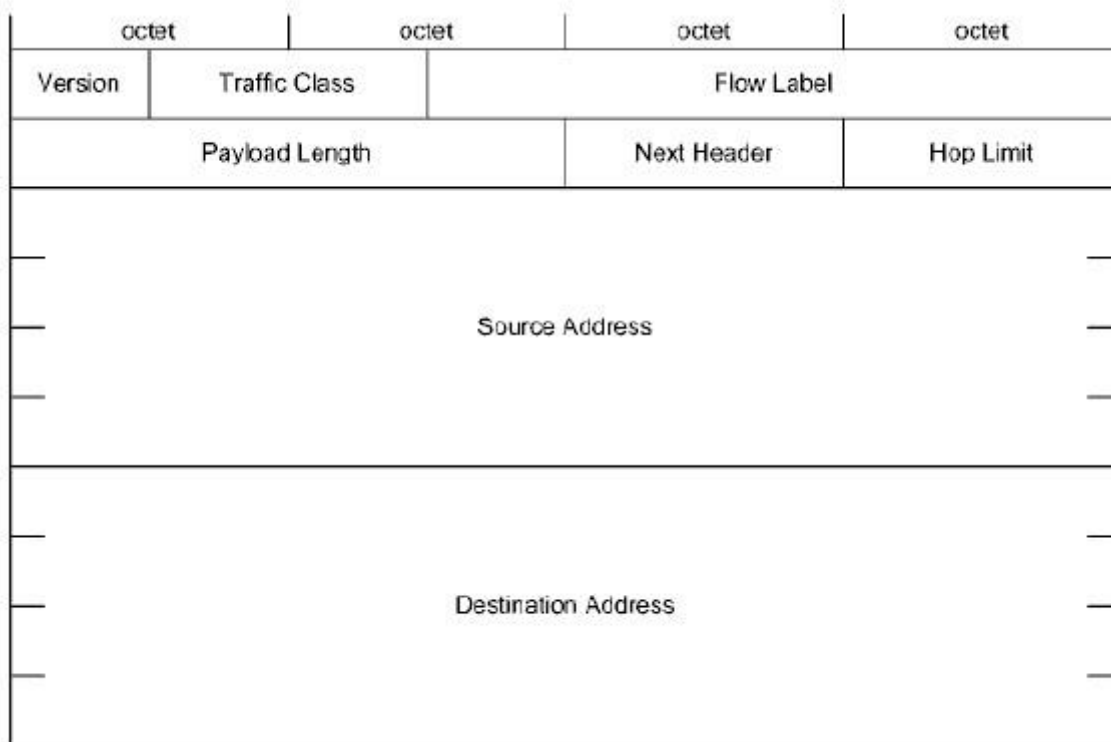 octet octet octet octet
Version Traffic Class Flow Label
Payload Length Next Header Hop Limit
Source Address
Destination Address